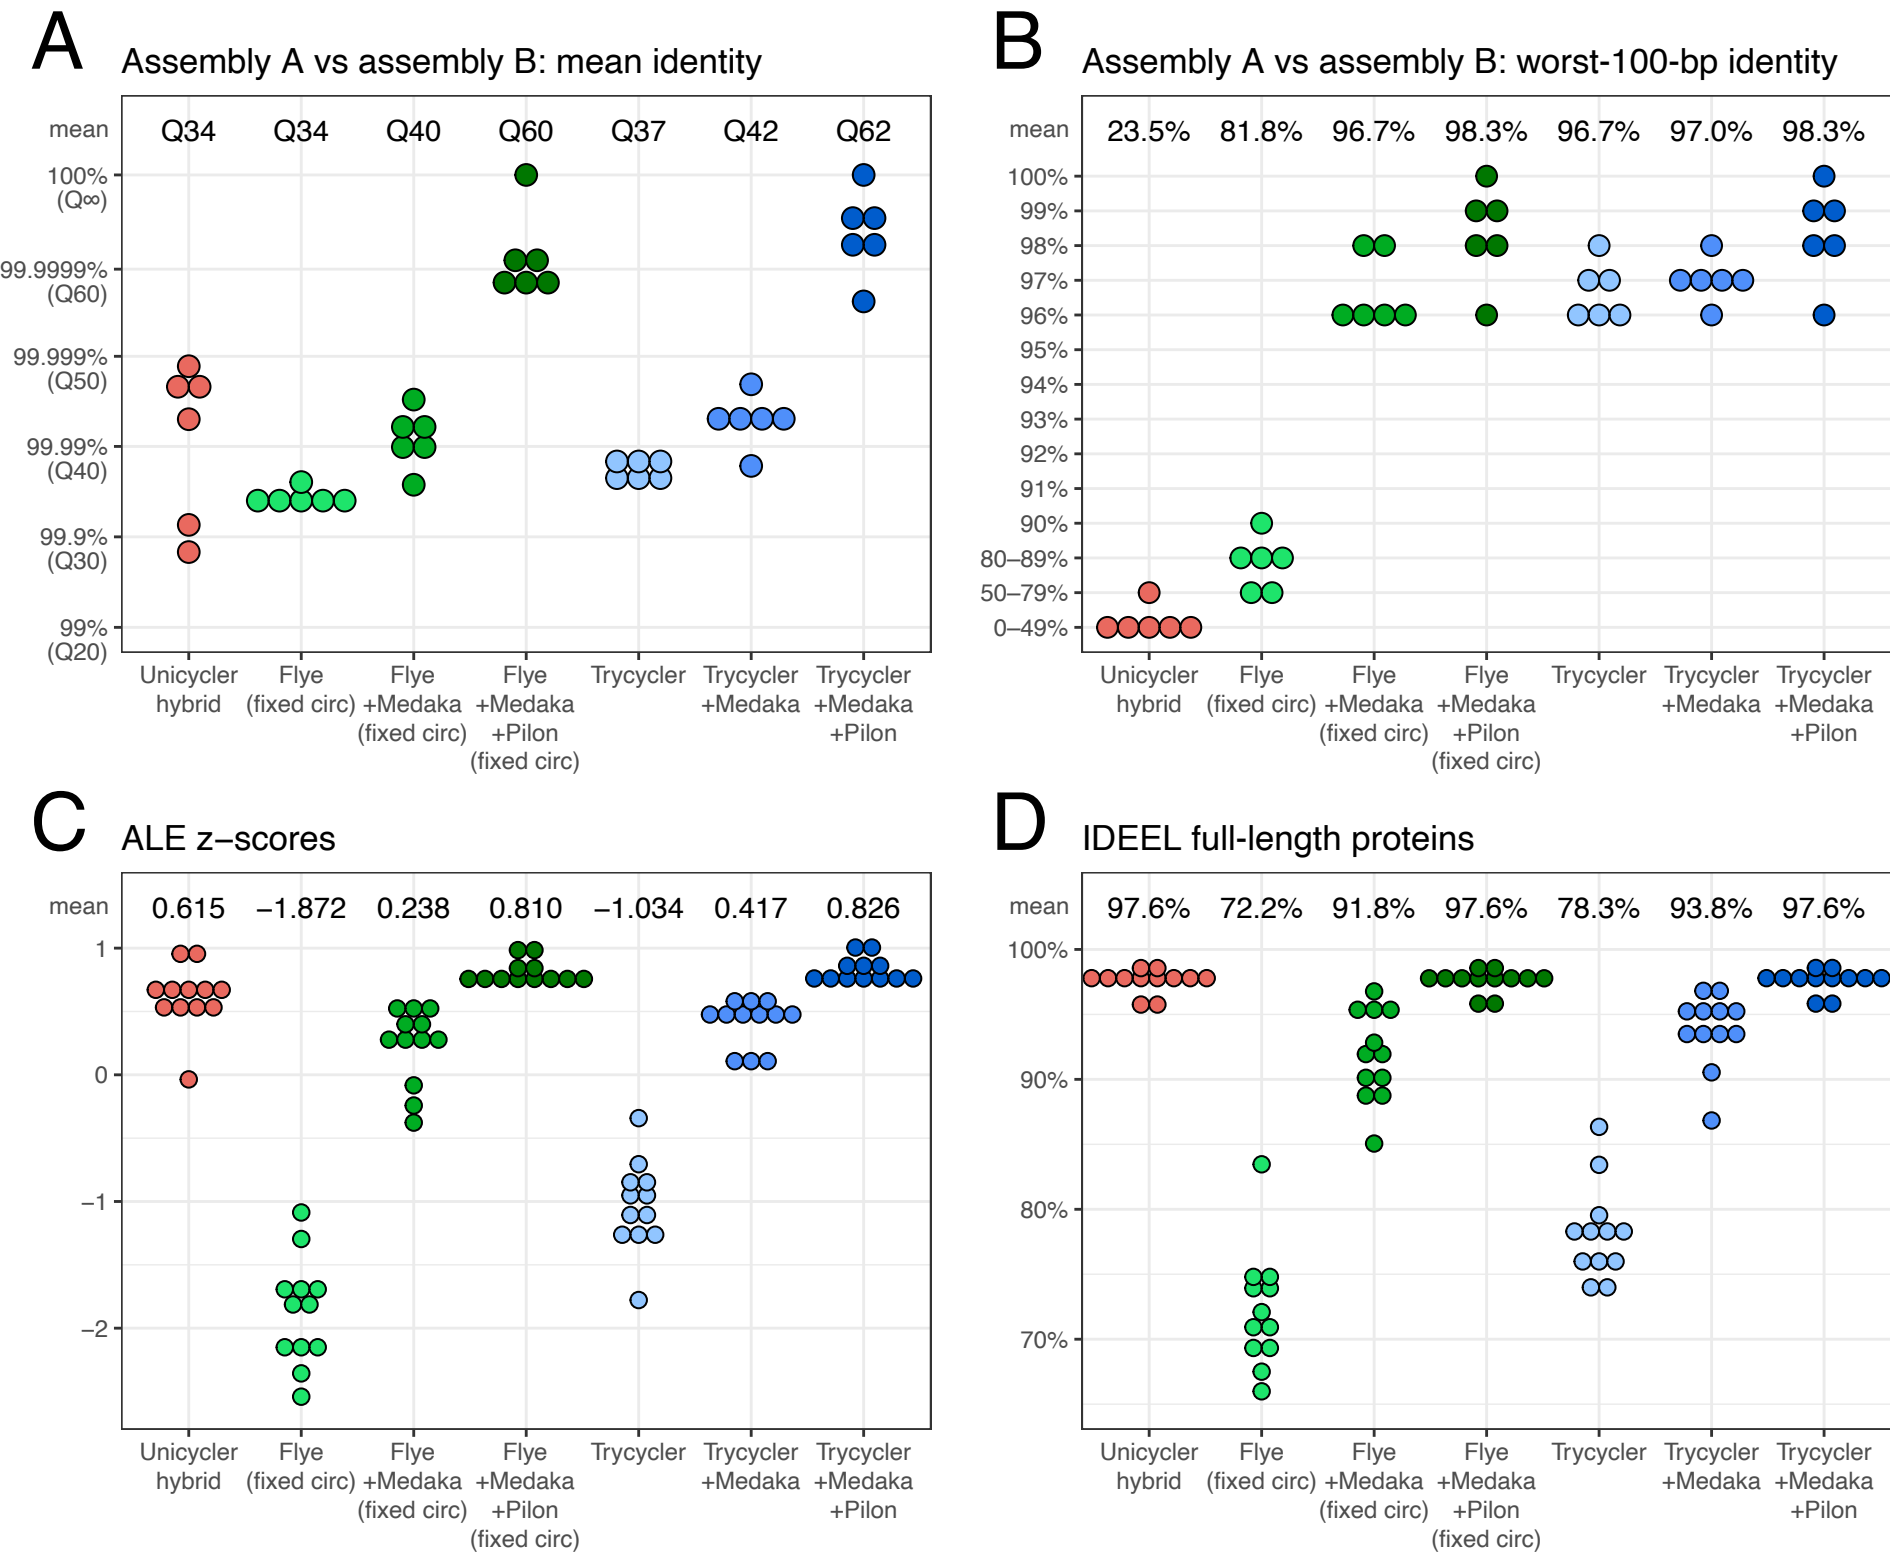 A
Assembly A vs assembly B: mean identity
mean Q34 Q34 Q40 Q60 Q37 Q42 Q62
100%
(Q∞)
99.9999%
(Q60)
99.999%
(Q50)
99.99%
(Q40)
99.9%
(Q30)
99%
(Q20)
Unicycler Flye Flye Flye Trycycler Trycycler Trycycler
hybrid (fixed circ) +Medaka +Medaka +Medaka +Medaka
(fixed circ) +Pilon +Pilon
(fixed circ)
B
Assembly A vs assembly B: worst-100-bp identity
mean 23.5% 81.8% 96.7% 98.3% 96.7% 97.0% 98.3%
100%
99%
98%
97%
96%
95%
94%
93%
92%
91%
90%
80–89%
50–79%
0–49%
Unicycler Flye Flye Flye Trycycler Trycycler Trycycler
hybrid (fixed circ) +Medaka +Medaka +Medaka +Medaka
(fixed circ) +Pilon +Pilon
(fixed circ)
C
ALE z−scores
mean 0.615 −1.872 0.238 0.810 −1.034 0.417 0.826
1
0
−1
−2
Unicycler Flye Flye Flye Trycycler Trycycler Trycycler
hybrid (fixed circ) +Medaka +Medaka +Medaka +Medaka
(fixed circ) +Pilon +Pilon
(fixed circ)
D
IDEEL full-length proteins
mean 97.6% 72.2% 91.8% 97.6% 78.3% 93.8% 97.6%
100%
90%
80%
70%
Unicycler Flye Flye Flye Trycycler Trycycler Trycycler
hybrid (fixed circ) +Medaka +Medaka +Medaka +Medaka
(fixed circ) +Pilon +Pilon
(fixed circ)